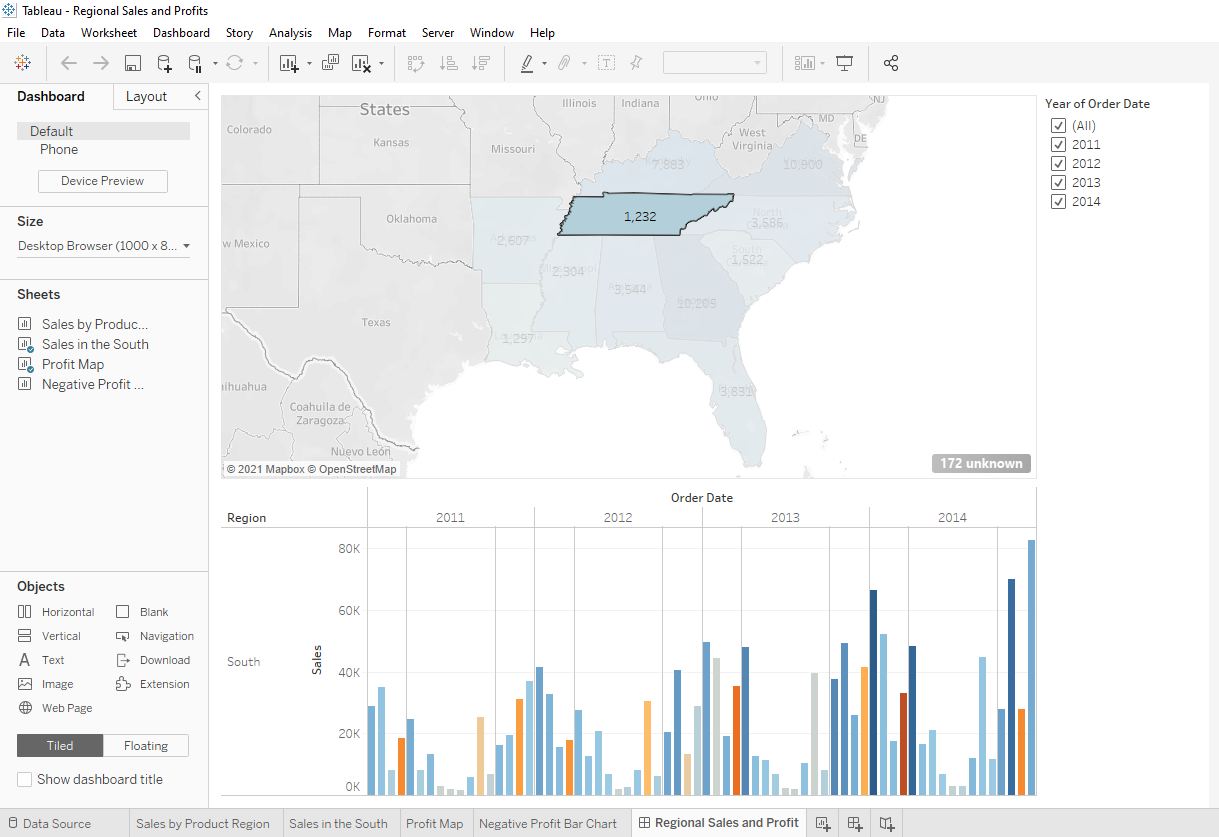 Tableau - Regional Sales and Profits
File Data Worksheet Dashboard Story Analysis Map Format Server Window Help
Dashboard
Layout
Default
Phone
Device Preview
Size
Desktop Browser (1000 x 8...
Sheets
Sales by Produc...
Sales in the South
Profit Map
Negative Profit ...
Objects
Horizontal
Blank
Vertical
Navigation
Text
Download
Image
Extension
Web Page
Tiled
Floating
Show dashboard title
States
Illinois
Indiana
Ohio
NJ
MD
DE
Colorado
Kansas
Missouri
West
Virginia
7,883
10,900
Oklahoma
1,232
North
3,586
w Mexico
2,607
South
1,522
2,304
3,544
10,205
Texas
1,297
ihuahua
3,831
Coahuila de
Zaragoza
Nuevo León
© 2021 Mapbox © OpenStreetMap
172 unknown
Year of Order Date
(All)
2011
2012
2013
2014
Order Date
Region
2011
2012
2013
2014
South
Sales
80K
60K
40K
20K
0K
Data Source
Sales by Product Region
Sales in the South
Profit Map
Negative Profit Bar Chart
Regional Sales and Profit